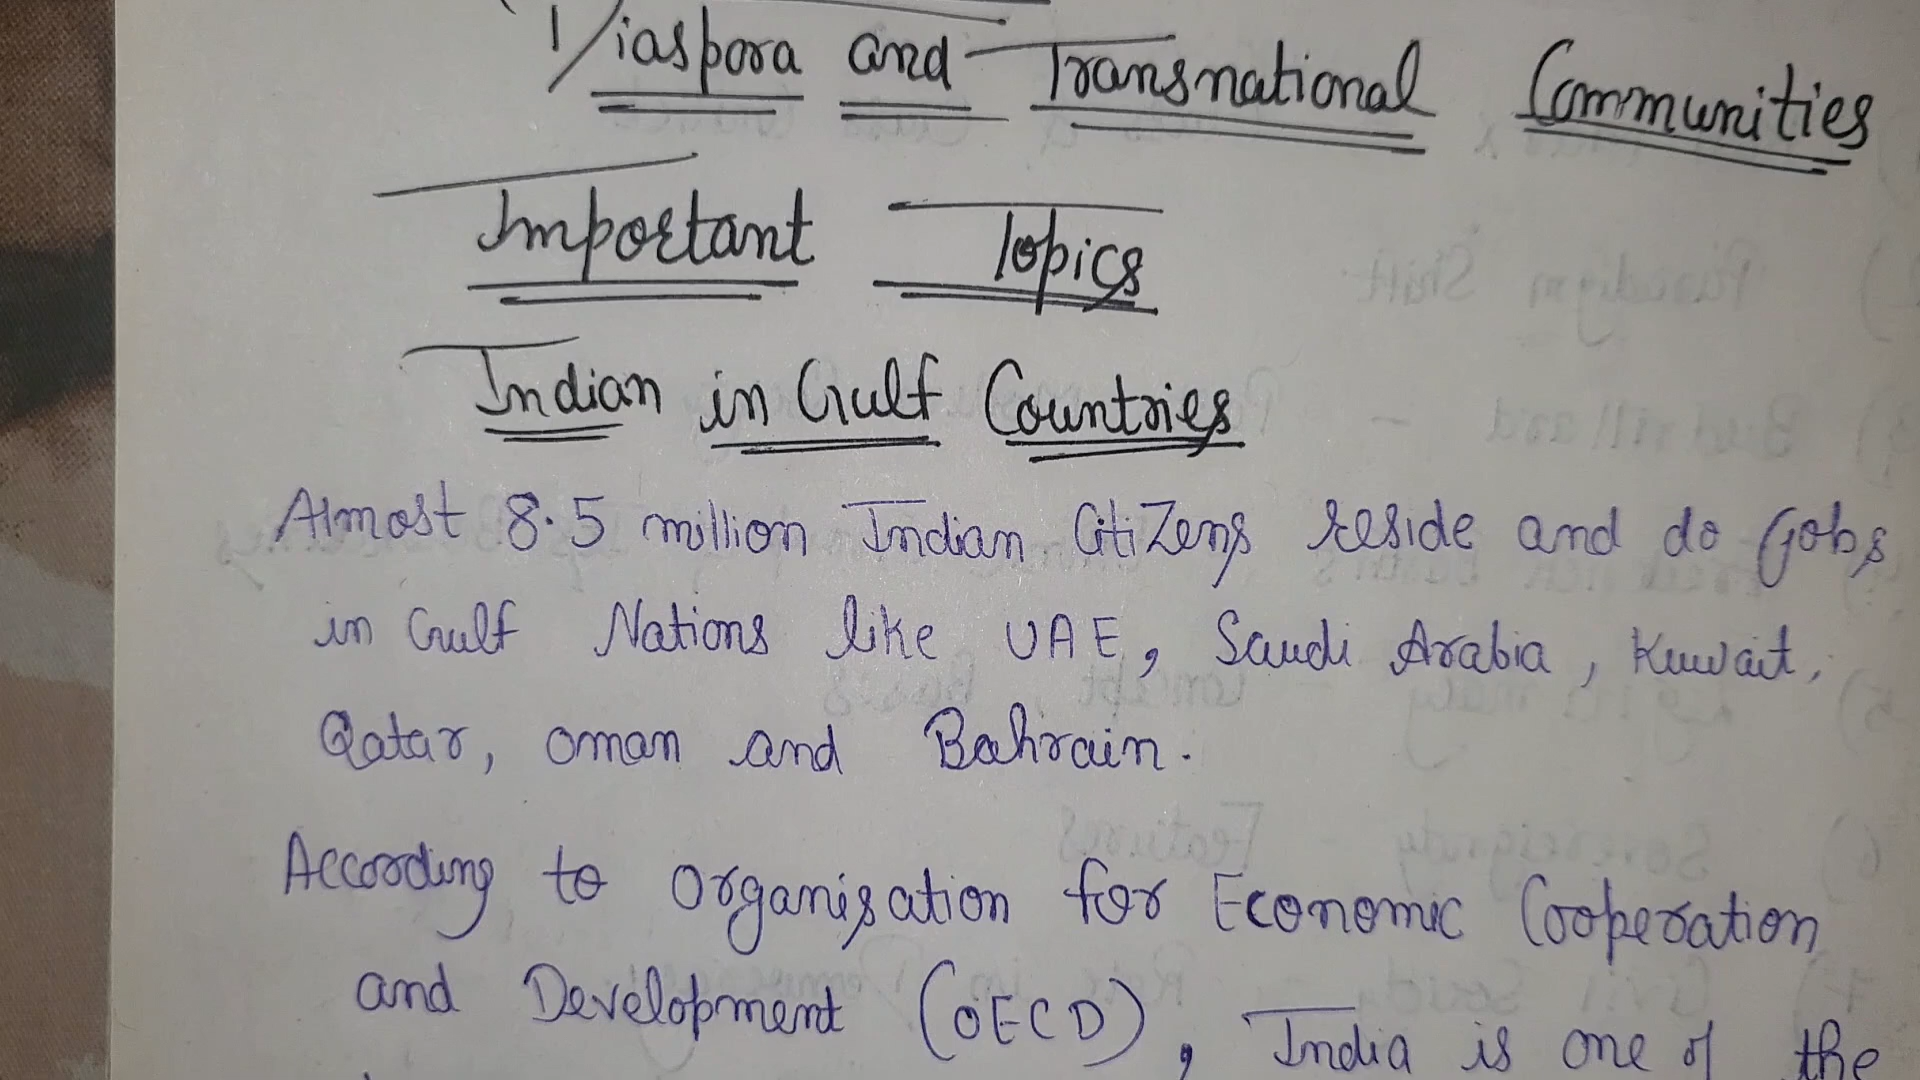 Diaspora and Transnational Communities
Important Topics
Indian in Gulf Countries
Almost 8.5 million Indian Citizens reside and do jobs
in Gulf Nations like UAE, Saudi Arabia, Kuwait,
Qatar, Oman and Bahrain.
According to Organisation for Economic Cooperation
and Development (OECD), India is one of the